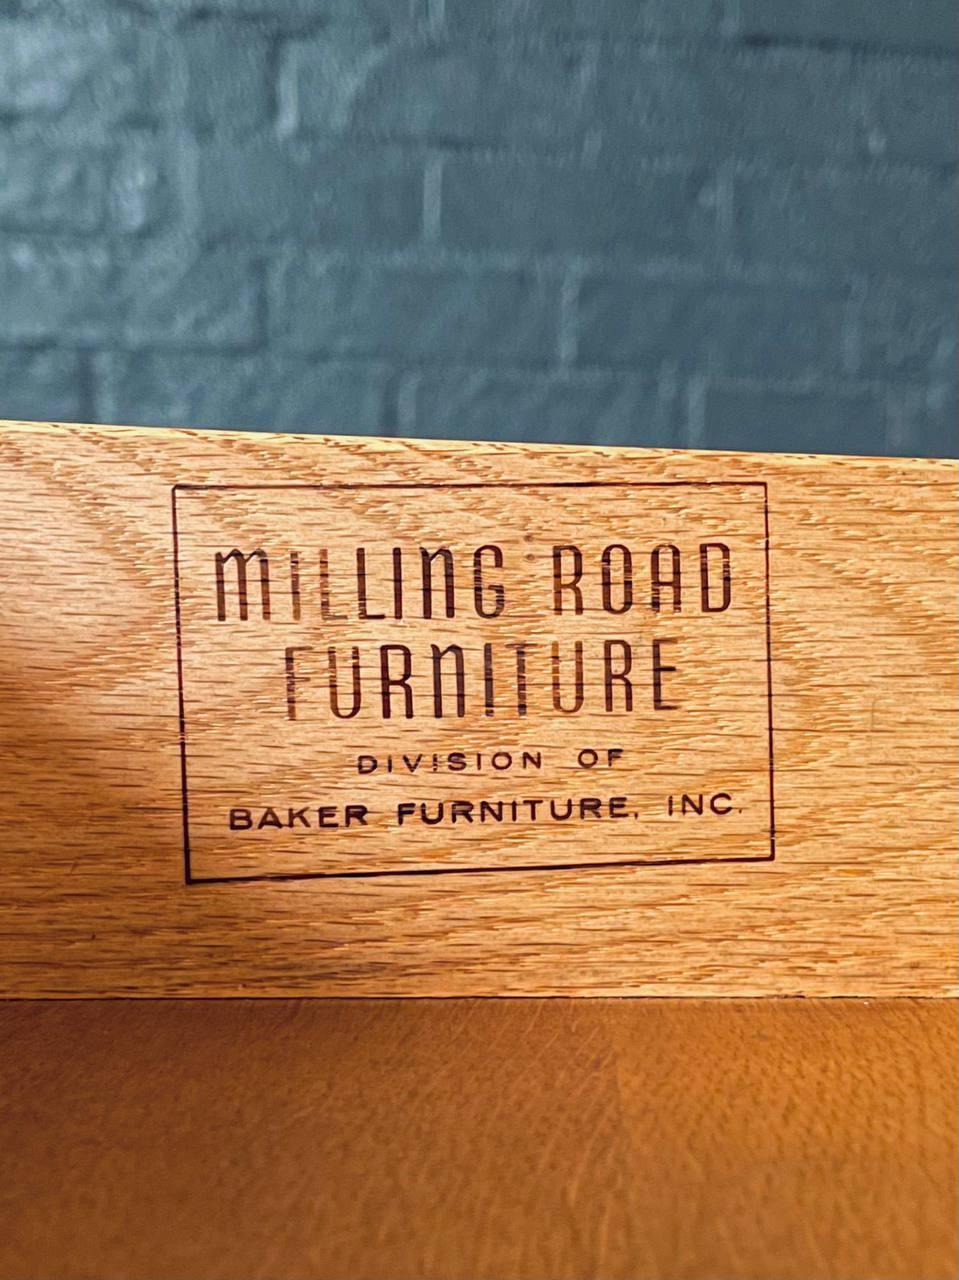 MILLING ROAD
FURNITURE
DIVISION OF
BAKER FURNITURE, INC.